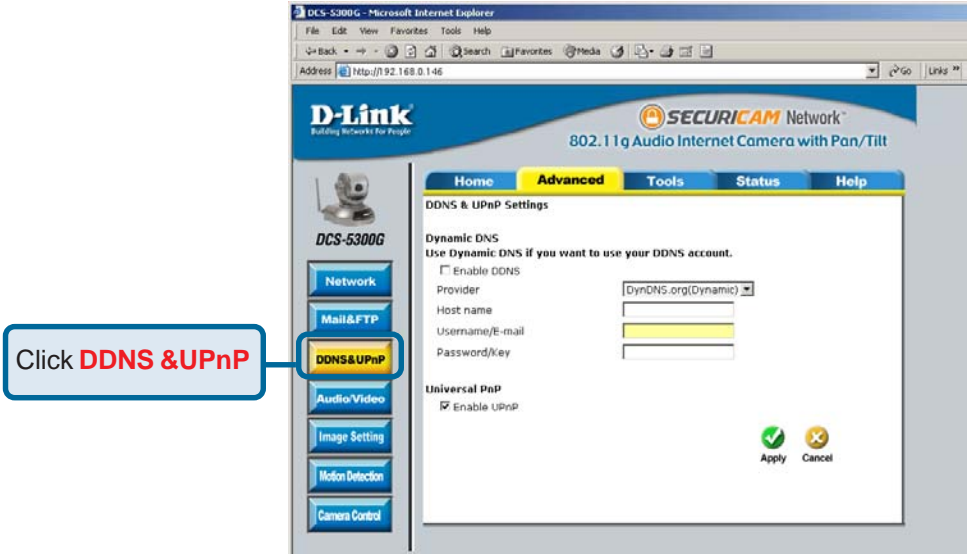 DCS-5300G - Microsoft Internet Explorer
File Edit View Favorites Tools Help
Back Search Favorites Media
Address http://192.168.0.146 Go Links »
D-Link
Building Networks For People
SECURICAM Network™
802.11g Audio Internet Camera with Pan/Tilt
Home Advanced Tools Status Help
DCS-5300G
Network
Mail&FTP
DDNS&UPnP
Audio/Video
Image Setting
Motion Detection
Camera Control
Click DDNS &UPnP
DDNS & UPnP Settings
Dynamic DNS
Use Dynamic DNS if you want to use your DDNS account.
Enable DDNS
Provider DynDNS.org(Dynamic)
Host name
Username/E-mail
Password/Key
Universal PnP
Enable UPnP
Apply Cancel